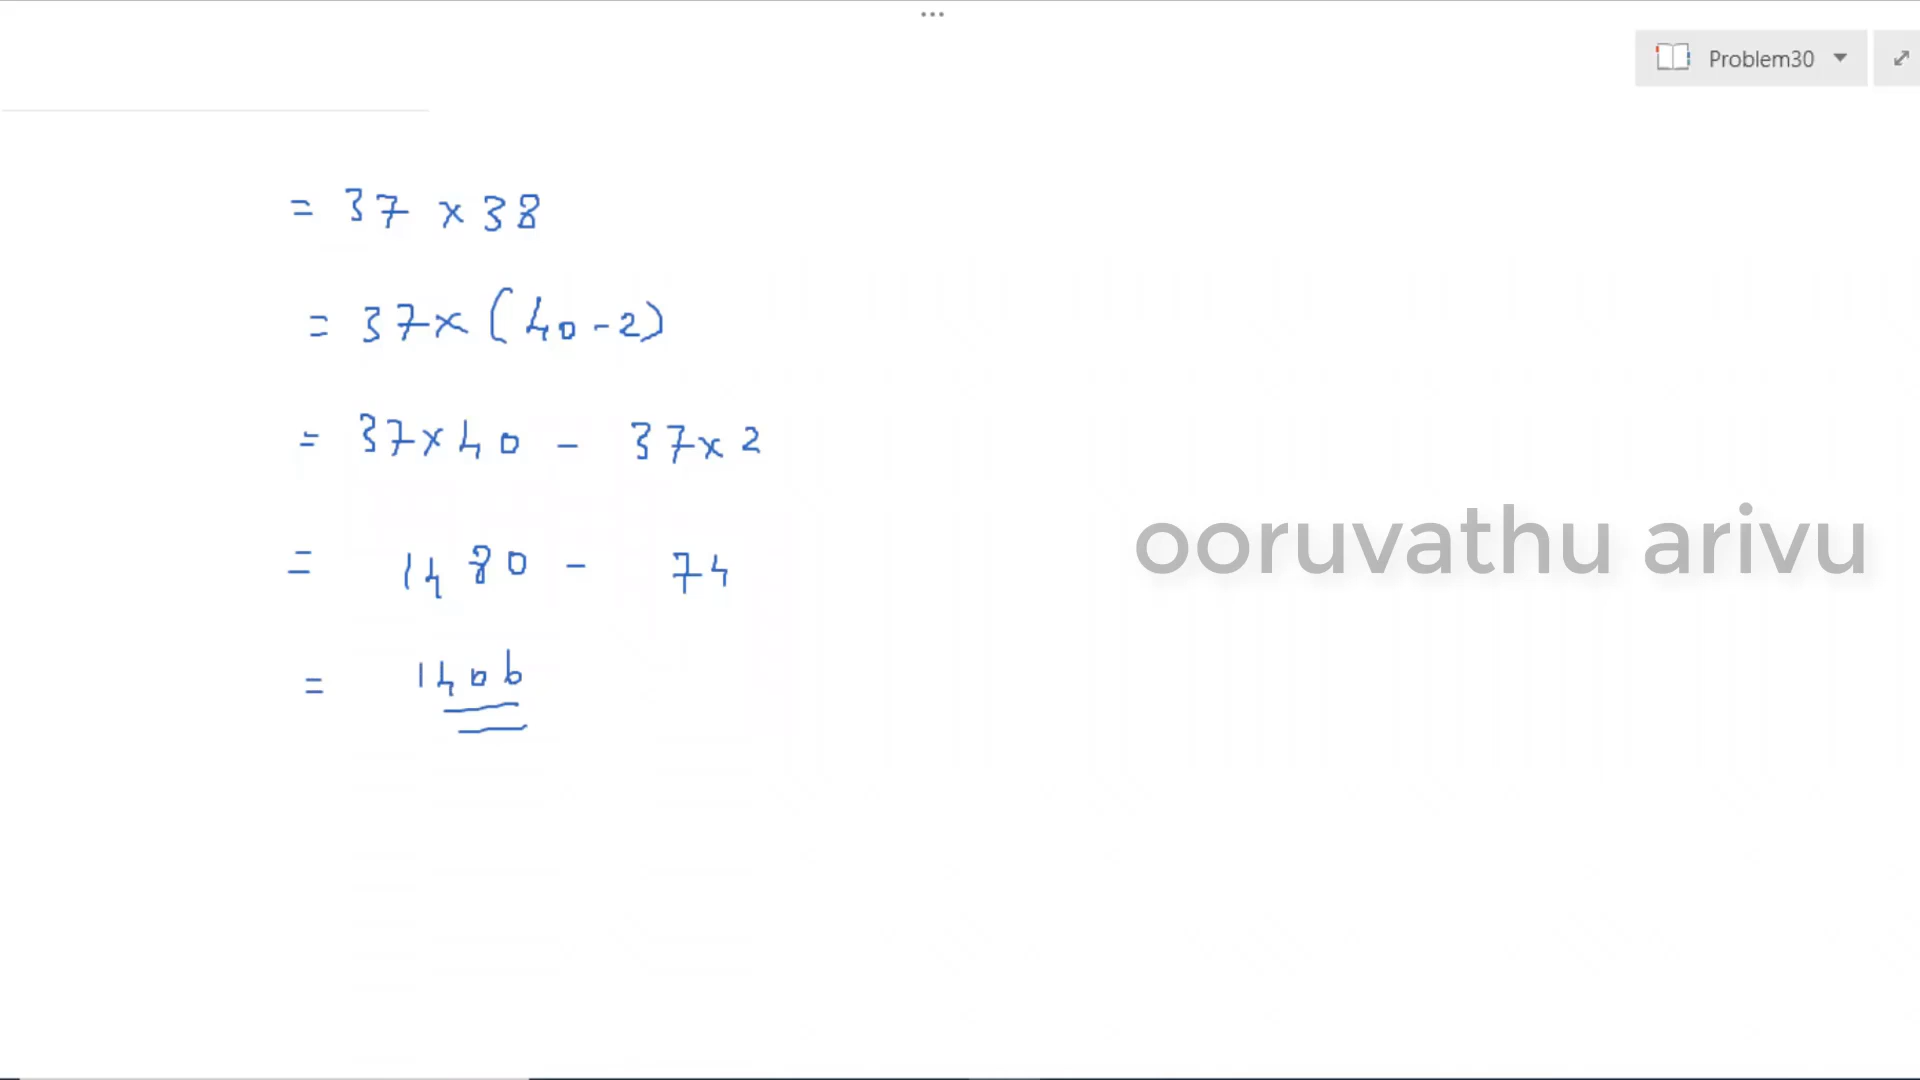 Problem30
= 37 x 38
= 37x (40-2)
= 37x40 - 37x2
= 1480 - 74
= 1406
ooruvathu arivu